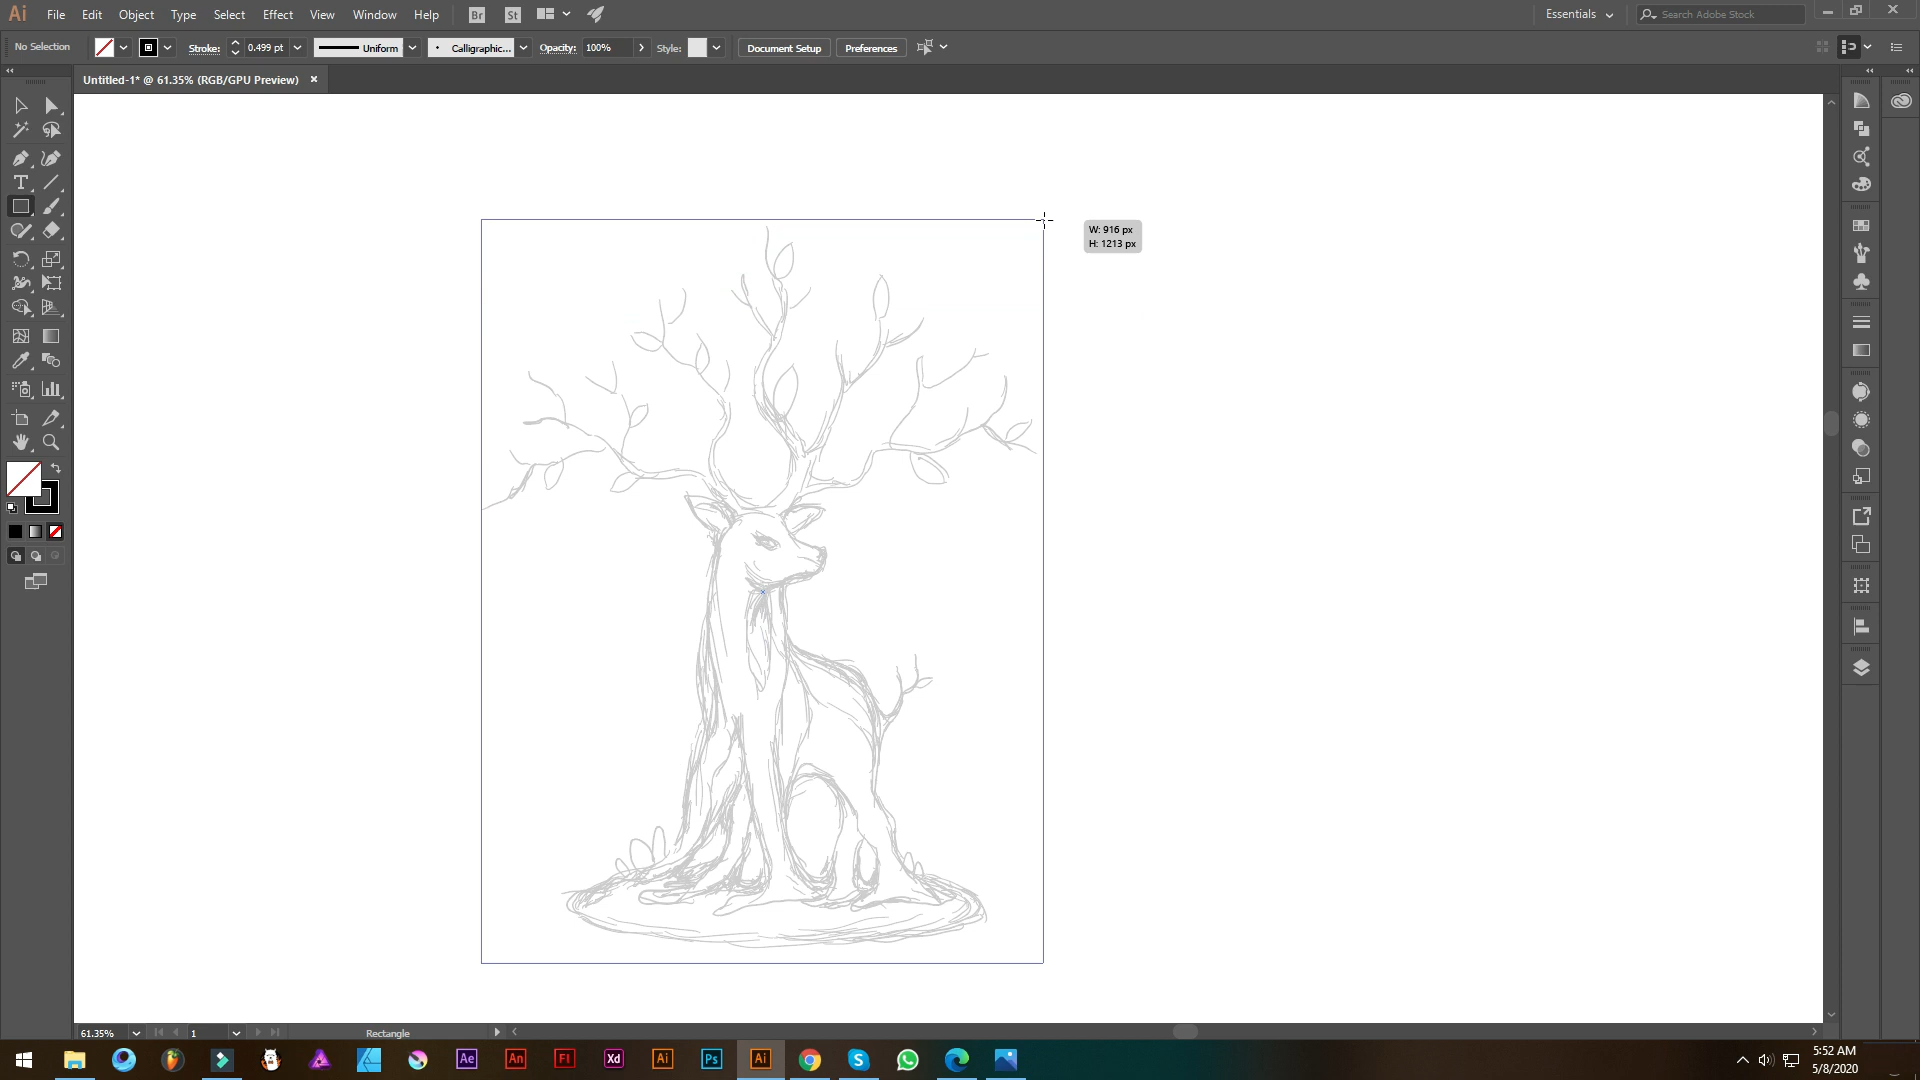 Ai File Edit Object Type Select Effect View Window Help Br St Essentials Search Adobe Stock
No Selection Stroke: 0.499 pt Uniform Calligraphic... Opacity: 100% Style: Document Setup Preferences
Untitled-1* @ 61.35% (RGB/GPU Preview)
W: 916 px
H: 1213 px
61.35% 1 Rectangle
Ae An Fl Xd Ai Ps Ai
5:52 AM
5/8/2020